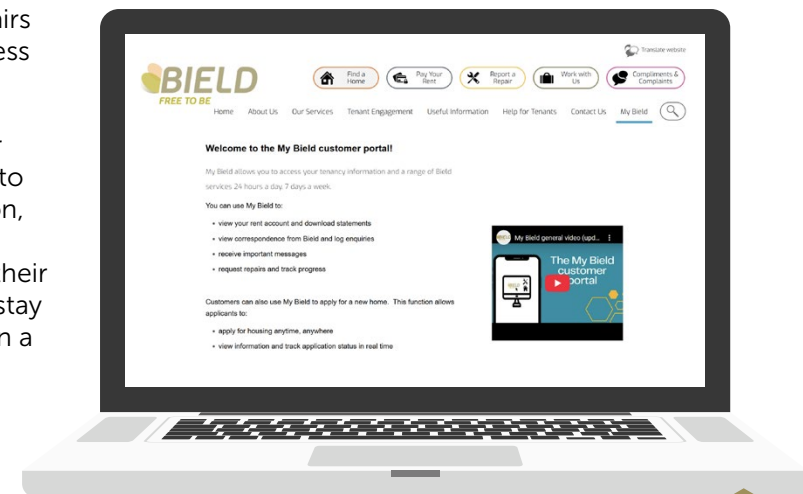 Translate website
BIELD
FREE TO BE
Find a
Home
Pay Your
Rent
Report a
Repair
Work with
Us
Compliments &
Complaints
Home About Us Our Services Tenant Engagement Useful Information Help for Tenants Contact Us My Bield
Welcome to the My Bield customer portal!
My Bield allows you to access your tenancy information and a range of Bield
services 24 hours a day, 7 days a week.
You can use My Bield to:
• view your rent account and download statements
• view correspondence from Bield and log enquiries
• receive important messages
• request repairs and track progress
Customers can also use My Bield to apply for a new home. This function allows
applicants to:
• apply for housing anytime, anywhere
• view information and track application status in real time
My Bield general video (upd...
The My Bield
customer
portal
to
their
stay
a